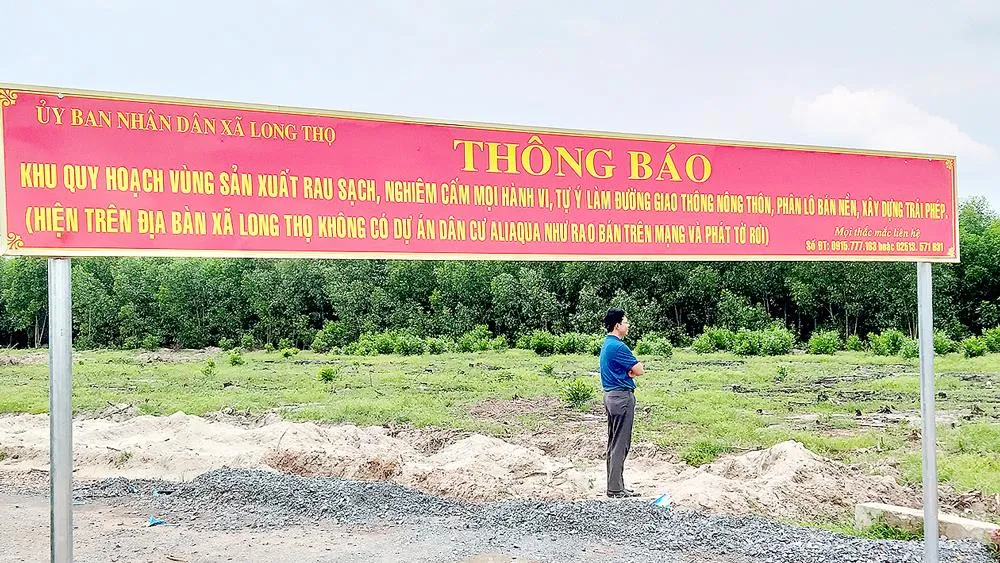 ỦY BAN NHÂN DÂN XÃ LONG THỌ
THÔNG BÁO
KHU QUY HOẠCH VÙNG SẢN XUẤT RAU SẠCH, NGHIÊM CẤM MỌI HÀNH VI, TỰ Ý LÀM ĐƯỜNG GIAO THÔNG NÔNG THÔN, PHÂN LÔ BÁN NỀN, XÂY DỰNG TRÁI PHÉP.
(HIỆN TRÊN ĐỊA BÀN XÃ LONG THỌ KHÔNG CÓ DỰ ÁN DÂN CƯ ALIAQUA NHƯ RAO BÁN TRÊN MẠNG VÀ PHÁT TỜ RƠI)
Mọi thắc mắc liên hệ
Số ĐT: 0915.777.183 hoặc 02513. 571 831